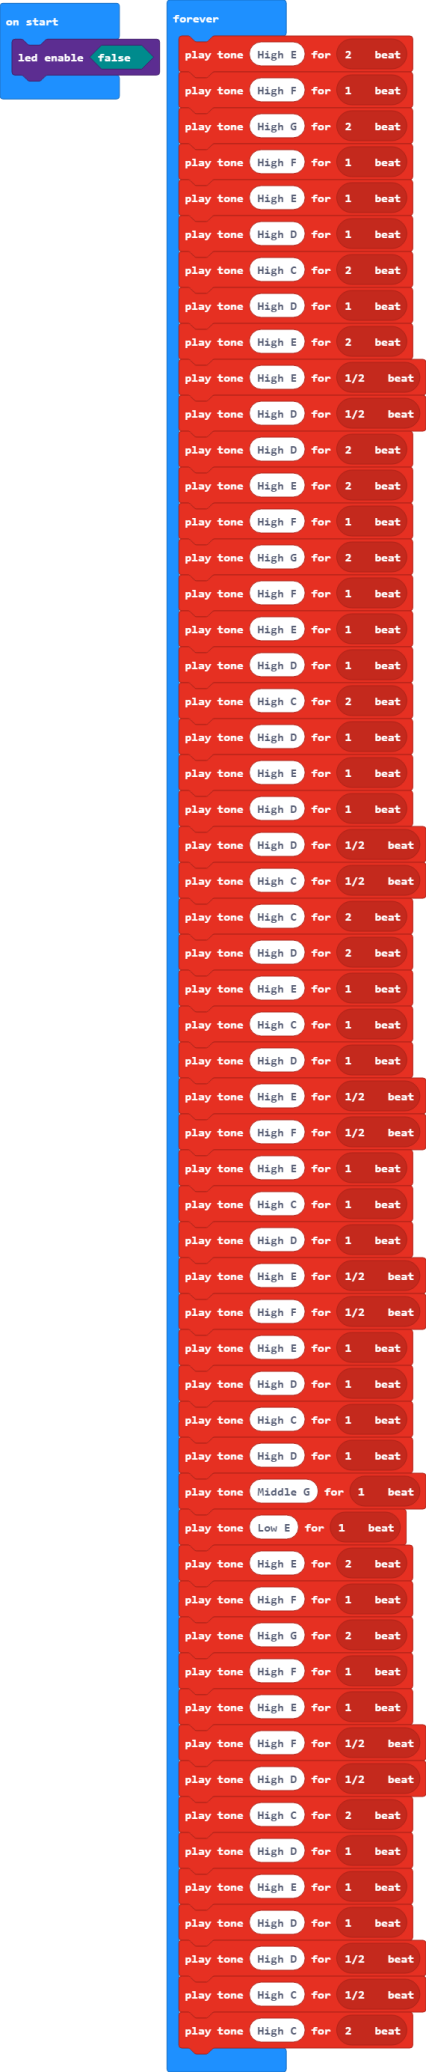 on start
led enable false
forever
play tone High E for 2 beat
play tone High F for 1 beat
play tone High G for 2 beat
play tone High F for 1 beat
play tone High E for 1 beat
play tone High D for 1 beat
play tone High C for 2 beat
play tone High D for 1 beat
play tone High E for 2 beat
play tone High E for 1/2 beat
play tone High D for 1/2 beat
play tone High D for 2 beat
play tone High E for 2 beat
play tone High F for 1 beat
play tone High G for 2 beat
play tone High F for 1 beat
play tone High E for 1 beat
play tone High D for 1 beat
play tone High C for 2 beat
play tone High D for 1 beat
play tone High E for 1 beat
play tone High D for 1 beat
play tone High D for 1/2 beat
play tone High C for 1/2 beat
play tone High C for 2 beat
play tone High D for 2 beat
play tone High E for 1 beat
play tone High C for 1 beat
play tone High D for 1 beat
play tone High E for 1/2 beat
play tone High F for 1/2 beat
play tone High E for 1 beat
play tone High C for 1 beat
play tone High D for 1 beat
play tone High E for 1/2 beat
play tone High F for 1/2 beat
play tone High E for 1 beat
play tone High D for 1 beat
play tone High C for 1 beat
play tone High D for 1 beat
play tone Middle G for 1 beat
play tone Low E for 1 beat
play tone High E for 2 beat
play tone High F for 1 beat
play tone High G for 2 beat
play tone High F for 1 beat
play tone High E for 1 beat
play tone High F for 1/2 beat
play tone High D for 1/2 beat
play tone High C for 2 beat
play tone High D for 1 beat
play tone High E for 1 beat
play tone High D for 1 beat
play tone High D for 1/2 beat
play tone High C for 1/2 beat
play tone High C for 2 beat